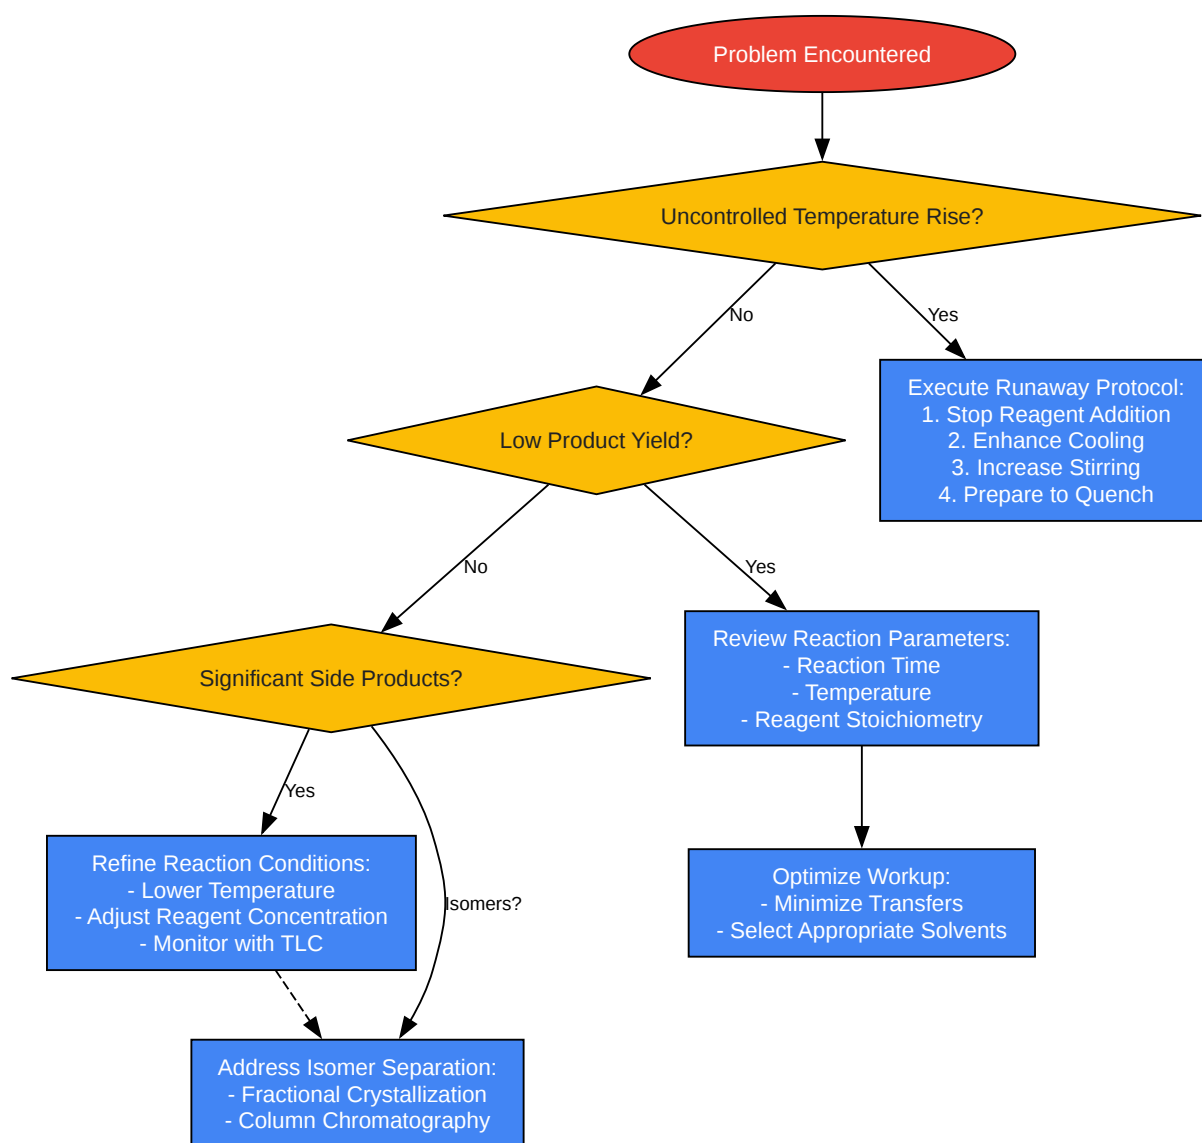 Problem Encountered
Uncontrolled Temperature Rise?
No
Yes
Execute Runaway Protocol:
1. Stop Reagent Addition
2. Enhance Cooling
3. Increase Stirring
4. Prepare to Quench
Low Product Yield?
No
Yes
Review Reaction Parameters:
- Reaction Time
- Temperature
- Reagent Stoichiometry
Significant Side Products?
Yes
Isomers?
Refine Reaction Conditions:
- Lower Temperature
- Adjust Reagent Concentration
- Monitor with TLC
Optimize Workup:
- Minimize Transfers
- Select Appropriate Solvents
Address Isomer Separation:
- Fractional Crystallization
- Column Chromatography